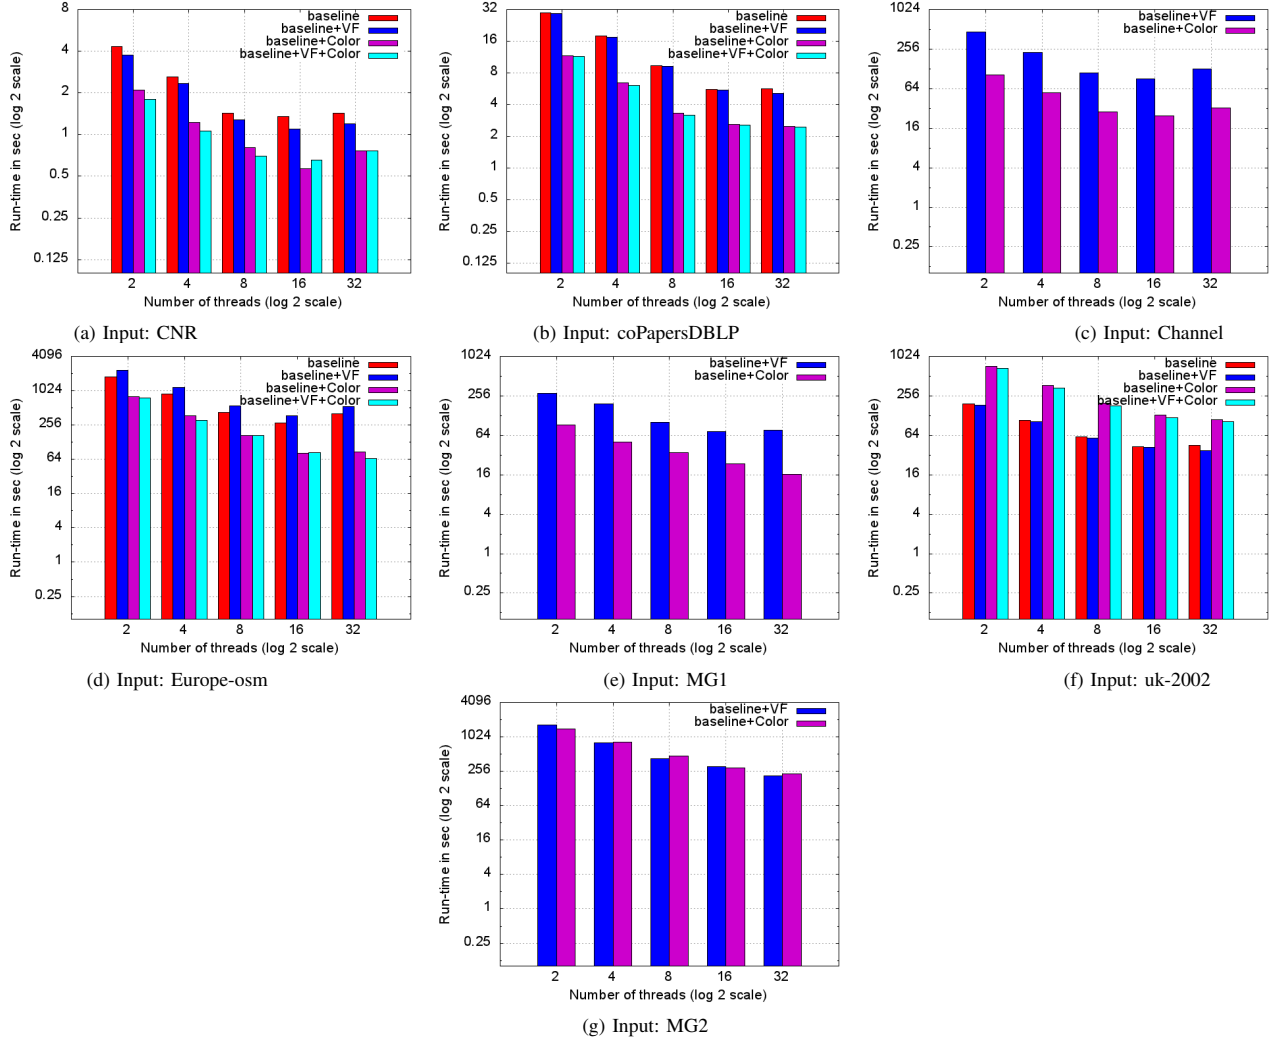 8
4
2
1
0.5
0.25
0.125
Run-time in sec (log 2 scale)
baseline
baseline+VF
baseline+Color
baseline+VF+Color
2 4 8 16 32
Number of threads (log 2 scale)
(a) Input: CNR
32
16
8
4
2
1
0.5
0.25
0.125
Run-time in sec (log 2 scale)
baseline
baseline+VF
baseline+Color
baseline+VF+Color
2 4 8 16 32
Number of threads (log 2 scale)
(b) Input: coPapersDBLP
1024
256
64
16
4
1
0.25
Run-time in sec (log 2 scale)
baseline+VF
baseline+Color
2 4 8 16 32
Number of threads (log 2 scale)
(c) Input: Channel
4096
1024
256
64
16
4
1
0.25
Run-time in sec (log 2 scale)
baseline
baseline+VF
baseline+Color
baseline+VF+Color
2 4 8 16 32
Number of threads (log 2 scale)
(d) Input: Europe-osm
1024
256
64
16
4
1
0.25
Run-time in sec (log 2 scale)
baseline+VF
baseline+Color
2 4 8 16 32
Number of threads (log 2 scale)
(e) Input: MG1
1024
256
64
16
4
1
0.25
Run-time in sec (log 2 scale)
baseline
baseline+VF
baseline+Color
baseline+VF+Color
2 4 8 16 32
Number of threads (log 2 scale)
(f) Input: uk-2002
4096
1024
256
64
16
4
1
0.25
Run-time in sec (log 2 scale)
baseline+VF
baseline+Color
2 4 8 16 32
Number of threads (log 2 scale)
(g) Input: MG2